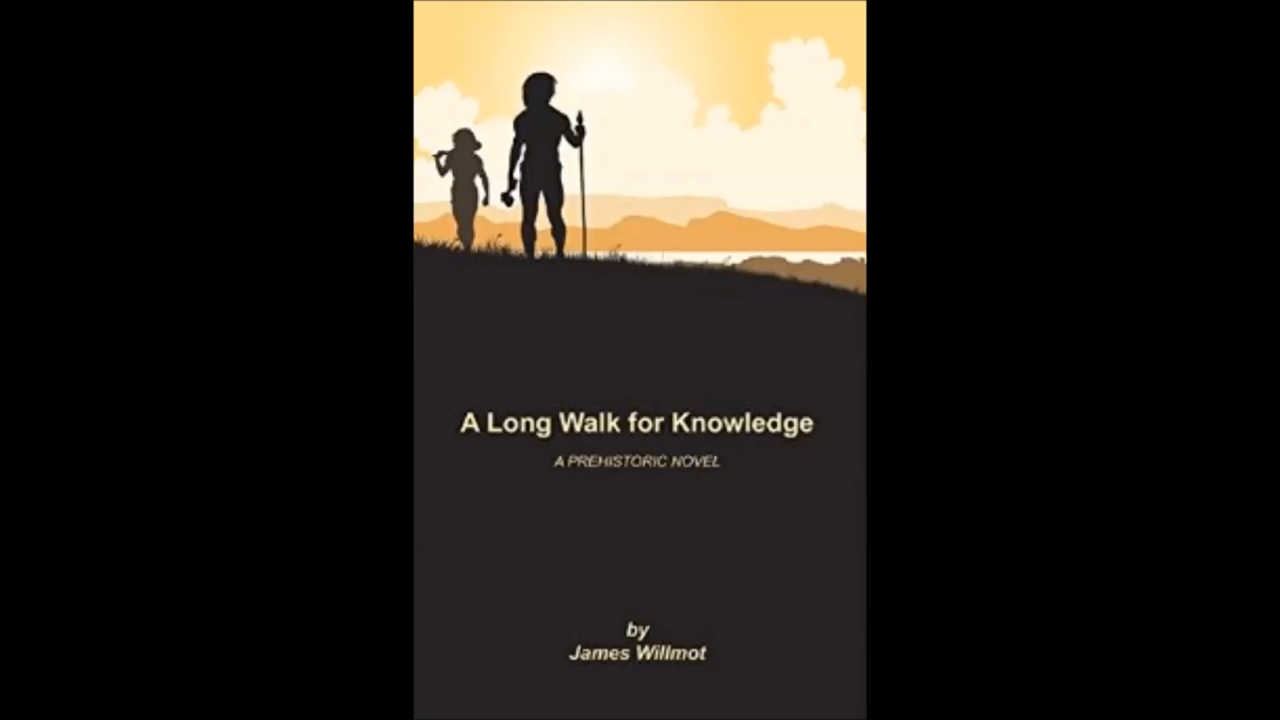 A Long Walk for Knowledge
A PREHISTORIC NOVEL
by
James Willmot